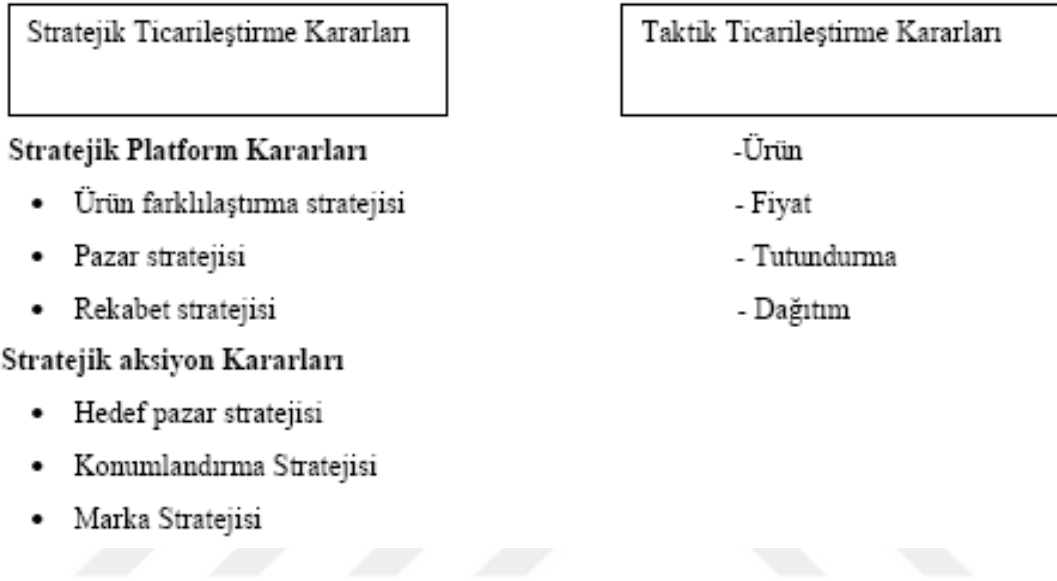 Stratejik Ticarileştirme Kararları
Taktik Ticarileştirme Kararları
Stratejik Platform Kararları
• Ürün farklılaştırma stratejisi
• Pazar stratejisi
• Rekabet stratejisi
Stratejik aksiyon Kararları
• Hedef pazar stratejisi
• Konumlandırma Stratejisi
• Marka Stratejisi
-Ürün
- Fiyat
- Tutundurma
- Dağıtım